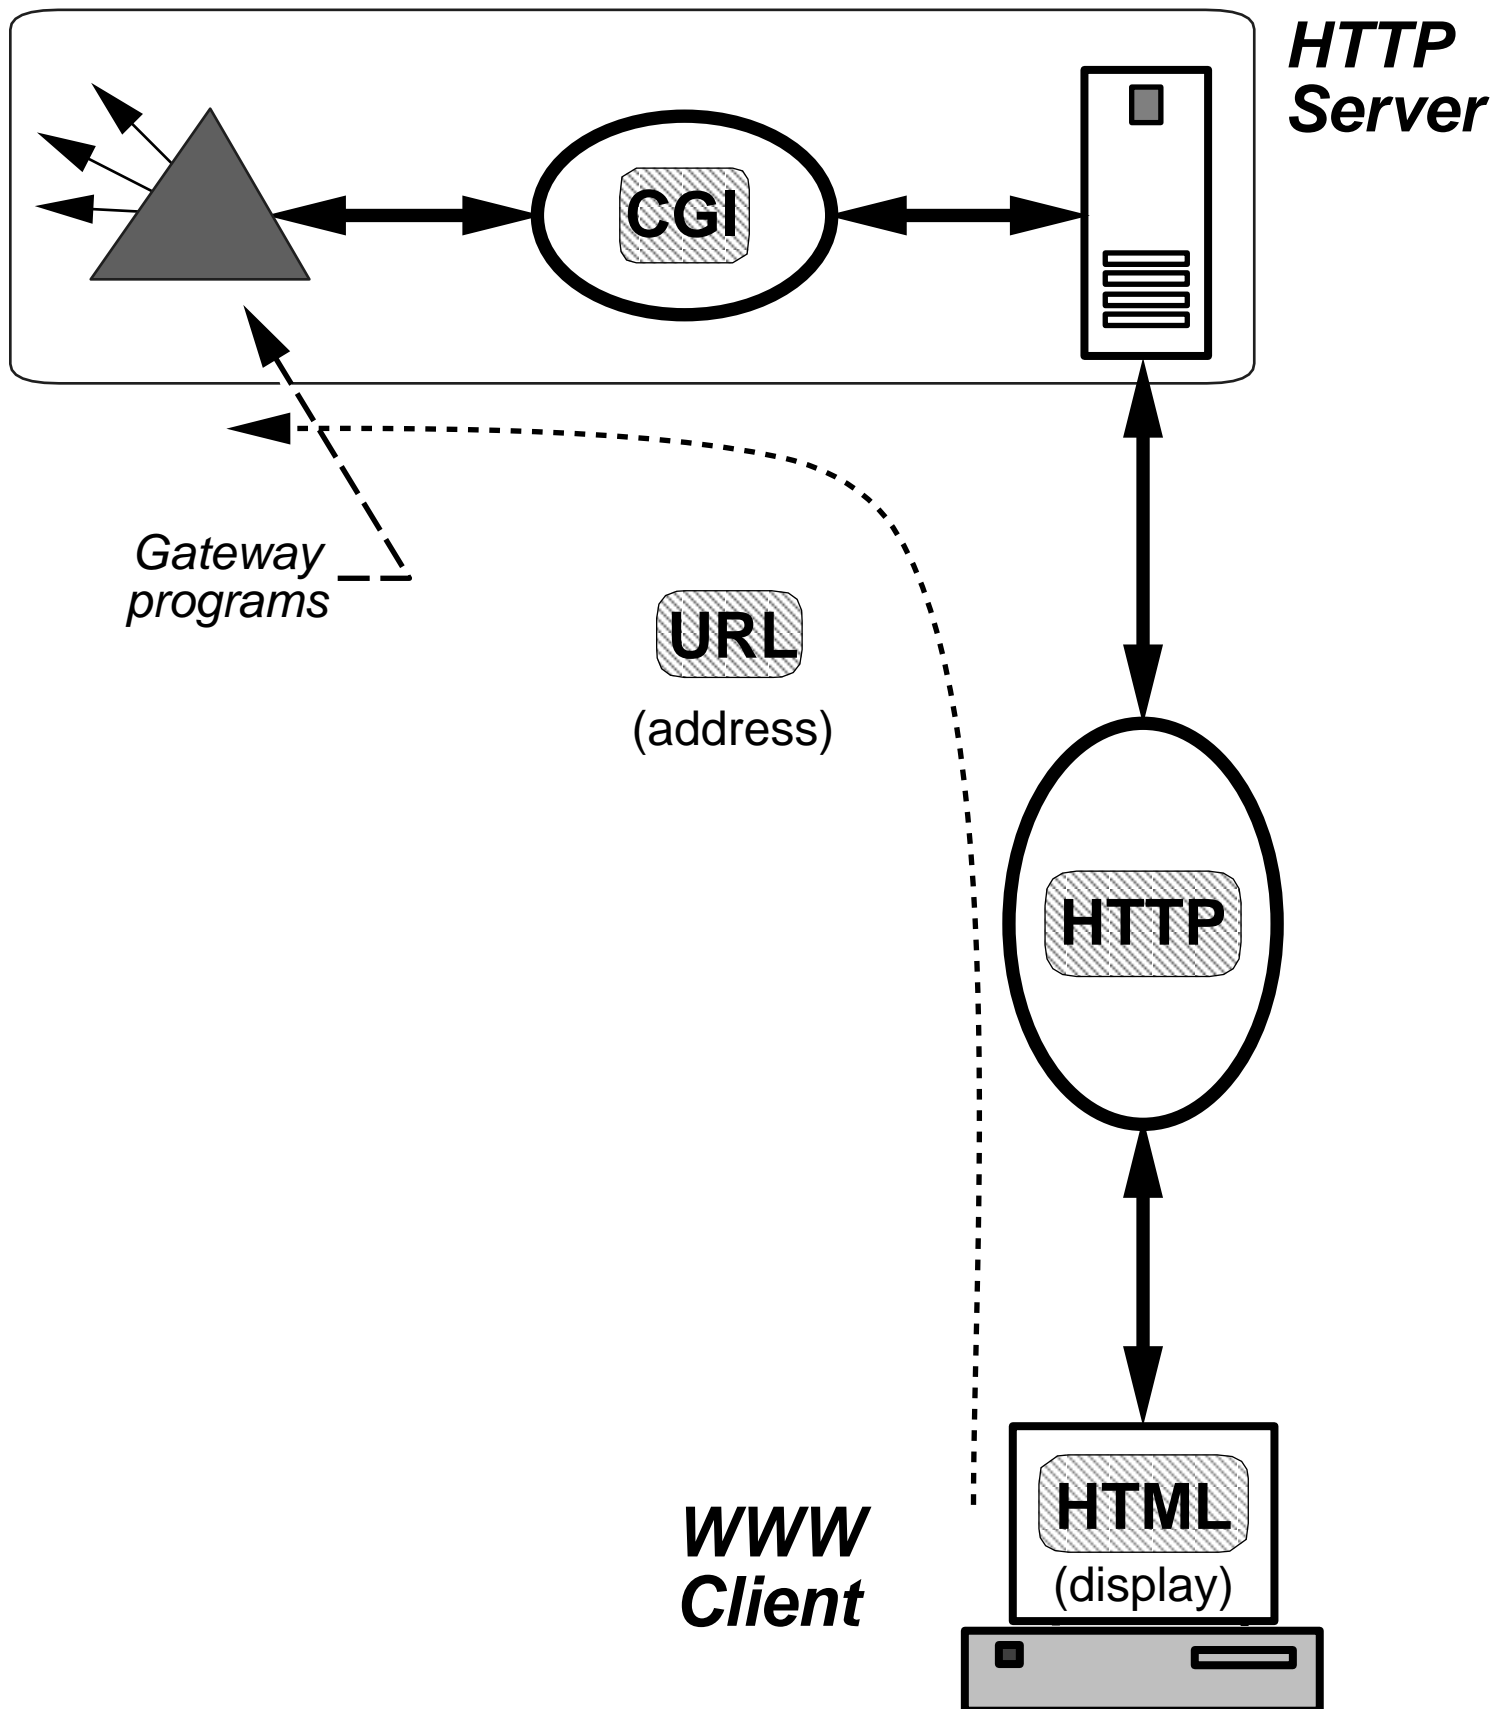 HTTP
Server
CGI
Gateway
programs
URL
(address)
HTTP
HTML
(display)
WWW
Client